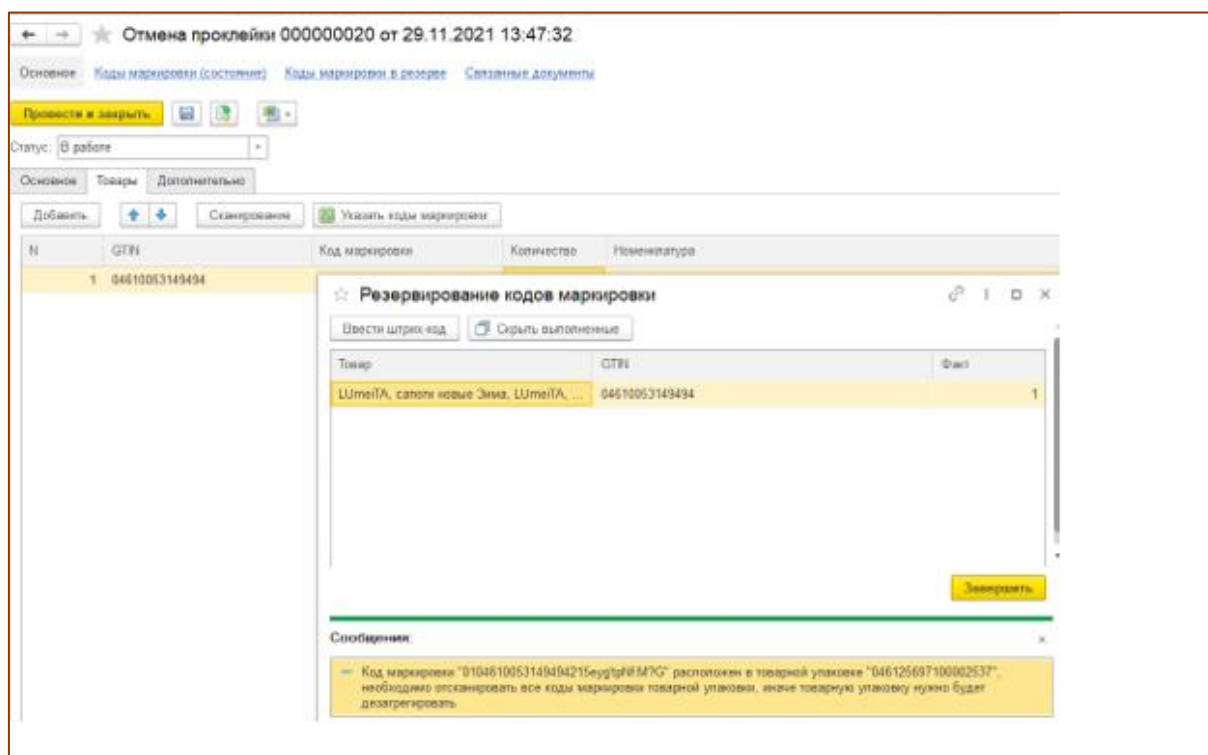 Отмена проклейки 000000020 от 29.11.2021 13:47:32
Основное Коды маркировки (состояние) Коды маркировки в резерве Связанные документы
Провести и закрыть
Статус: В работе
Основное Товары Дополнительно
Добавить Сканирование Указать коды маркировки
N GTIN Код маркировки Количество Номенклатура
1 04610053149494
Резервирование кодов маркировки
Ввести штрих-код Скрыть выполненные
Товар GTIN Факт
LUmeiTA, сапоги новые Зима, LUmeiTA, ... 04610053149494 1
Завершить
Сообщения:
Код маркировки расположен в товарной упаковке "046125697100002537",
необходимо отсканировать все коды маркировки товарной упаковки, иначе товарную упаковку нужно будет
дезагрегировать